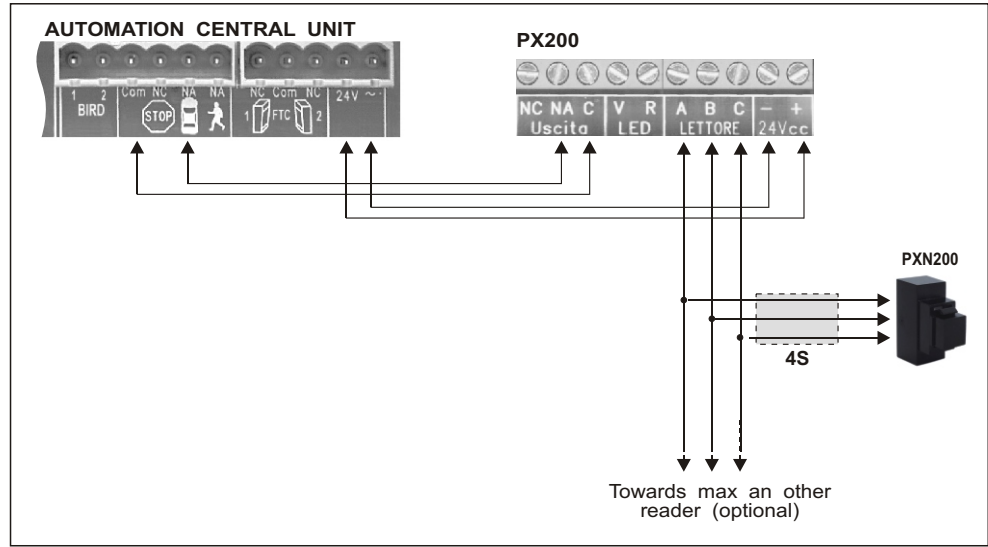 AUTOMATION CENTRAL UNIT
1 2 Com NC NA NA NC Com NC 24V ~
BIRD STOP 1 FTC 2
PX200
NC NA C V R A B C - +
Uscita LED LETTORE 24Vcc
PXN200
4S
Towards max an other
reader (optional)